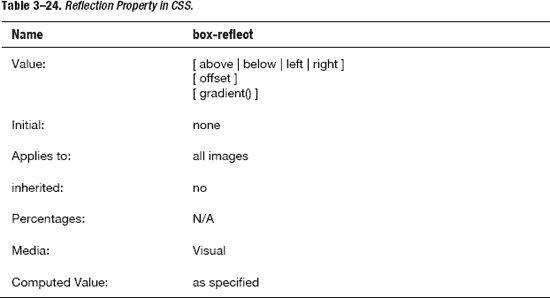 Table 3–24. Reflection Property in CSS.
Name box-reflect
Value: [ above | below | left | right ]
[ offset ]
[ gradient() ]
Initial: none
Applies to: all images
inherited: no
Percentages: N/A
Media: Visual
Computed Value: as specified